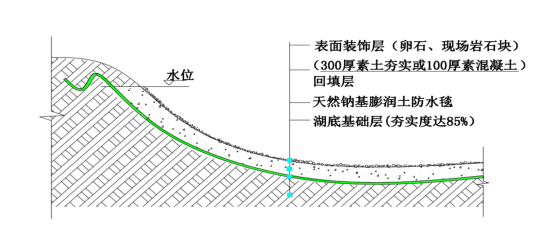 表面装饰层（卵石、现场岩石块）
（300厚素土夯实或100厚素混凝土）
回填层
水位
天然钠基膨润土防水毯
湖底基础层(夯实度达85%）